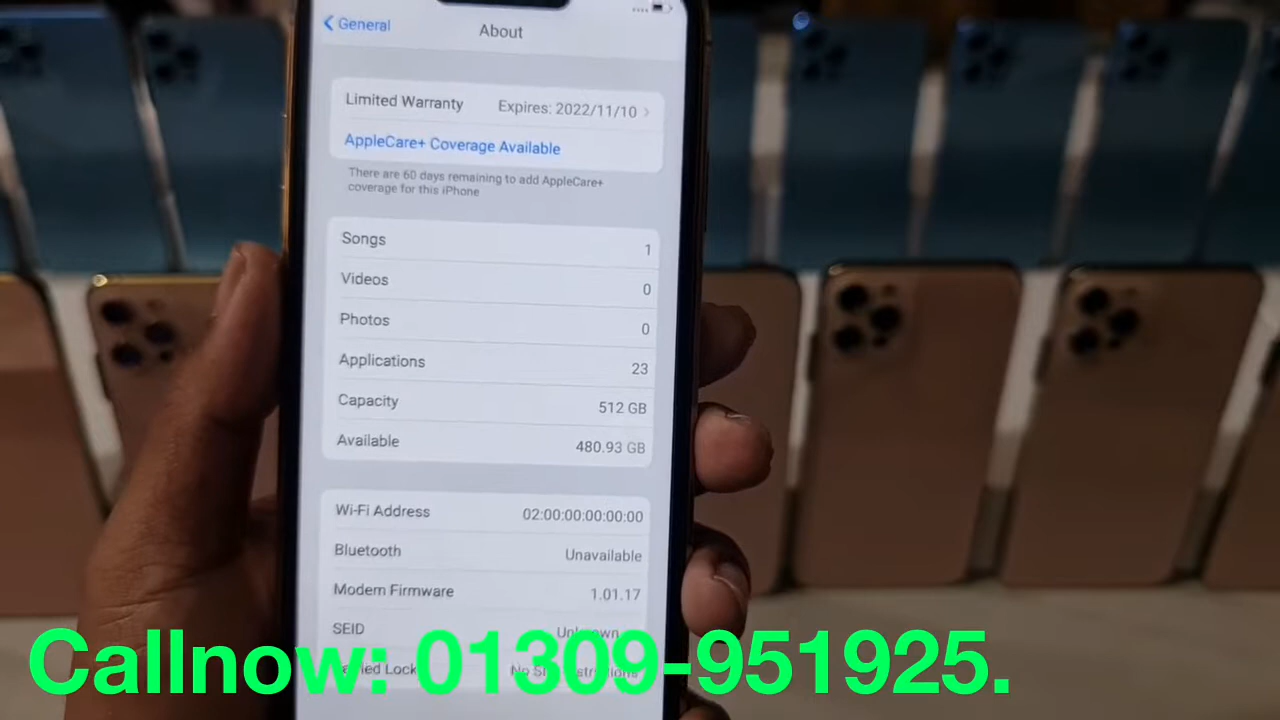 General
About
Limited Warranty Expires: 2022/11/10
AppleCare+ Coverage Available
There are 60 days remaining to add AppleCare+
coverage for this iPhone
Songs 1
Videos 0
Photos 0
Applications 23
Capacity 512 GB
Available 480.93 GB
Wi-Fi Address 02:00:00:00:00:00
Bluetooth Unavailable
Modem Firmware 1.01.17
SEID Unknown
Lock No
Callnow: 01309-951925.